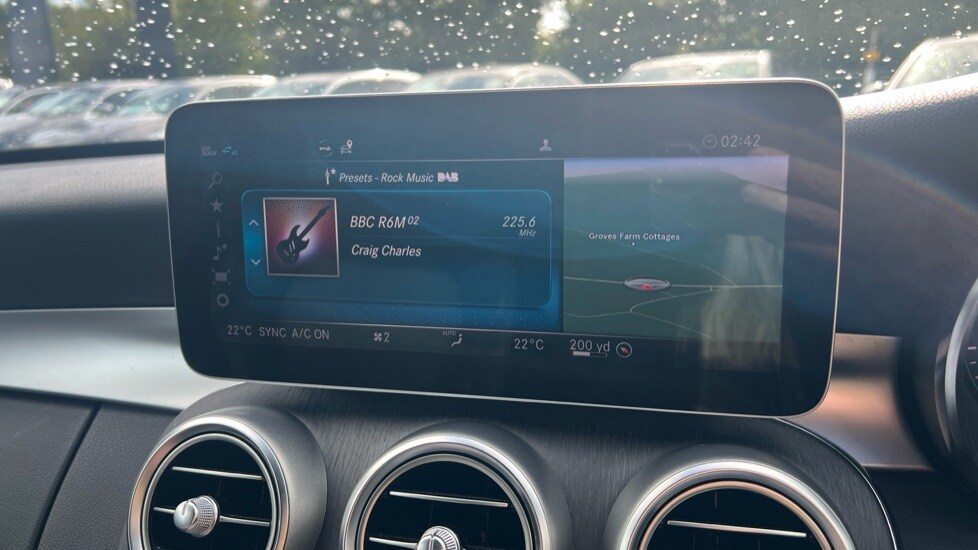 02:42
Presets - Rock Music DAB
BBC R6M 02
225.6
MHz
Craig Charles
Groves Farm Cottages
22°C SYNC A/C ON
2
AUTO
22°C
200 yd